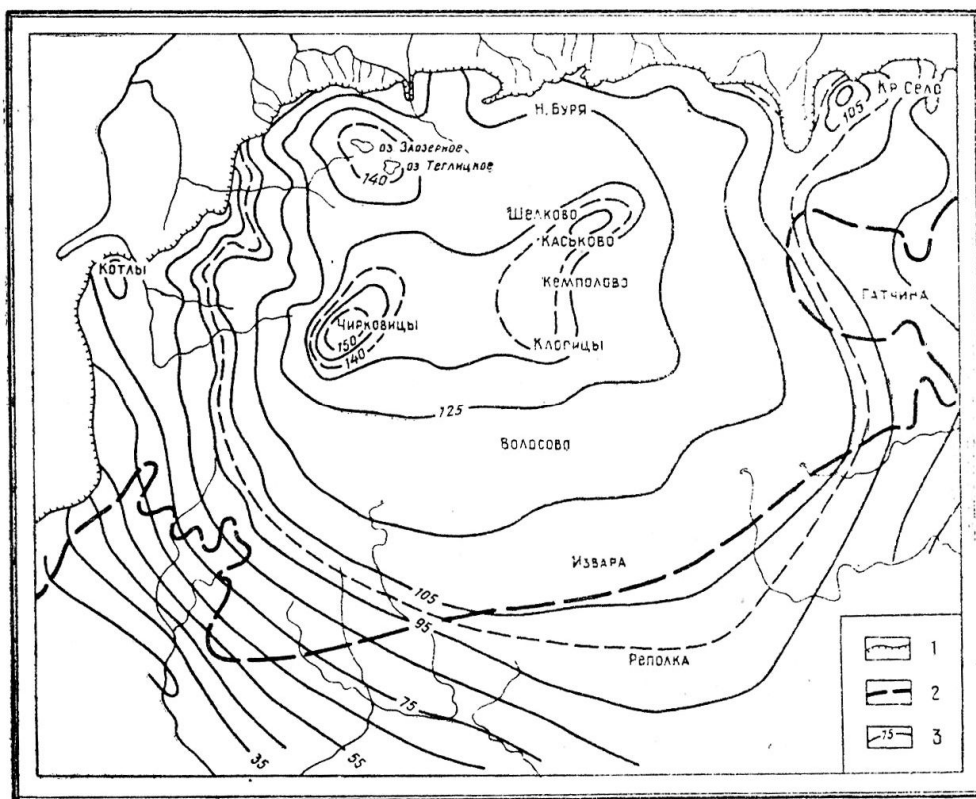 Н. Буря
Кр Село
105
оз Злозерное
оз Теглицкое
140
Шелково
Каськово
Котлы
Кемполово
Гатчина
Чирковицы
150
140
Клопицы
125
Волосово
Извара
105
95
Реполка
75
55
35
1
2
75 3